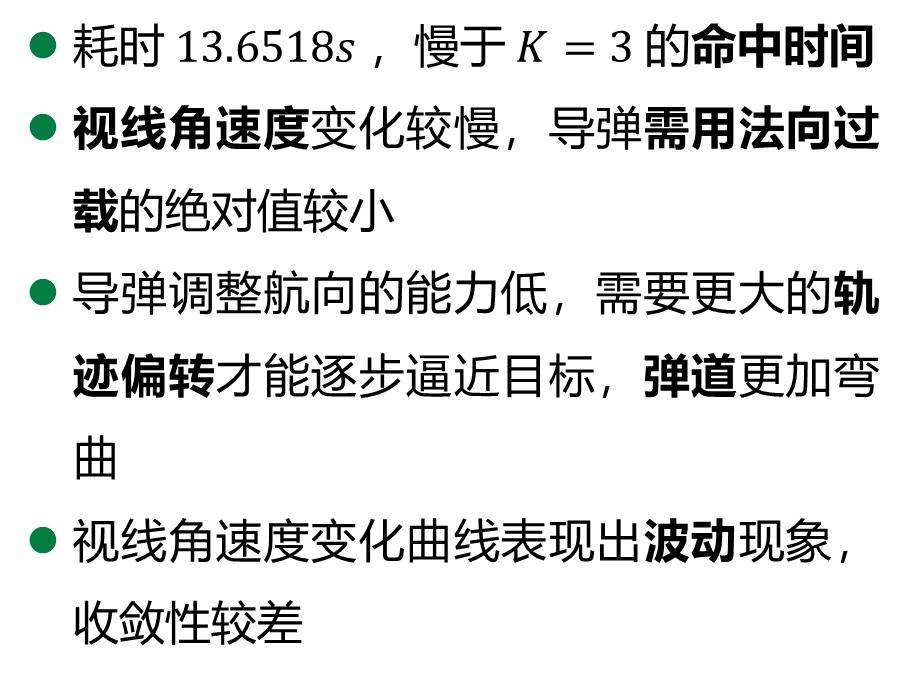 ● 耗时 13.6518s ，慢于 K = 3 的命中时间
● 视线角速度变化较慢，导弹需用法向过
载的绝对值较小
● 导弹调整航向的能力低，需要更大的轨
迹偏转才能逐步逼近目标，弹道更加弯
曲
● 视线角速度变化曲线表现出波动现象，
收敛性较差